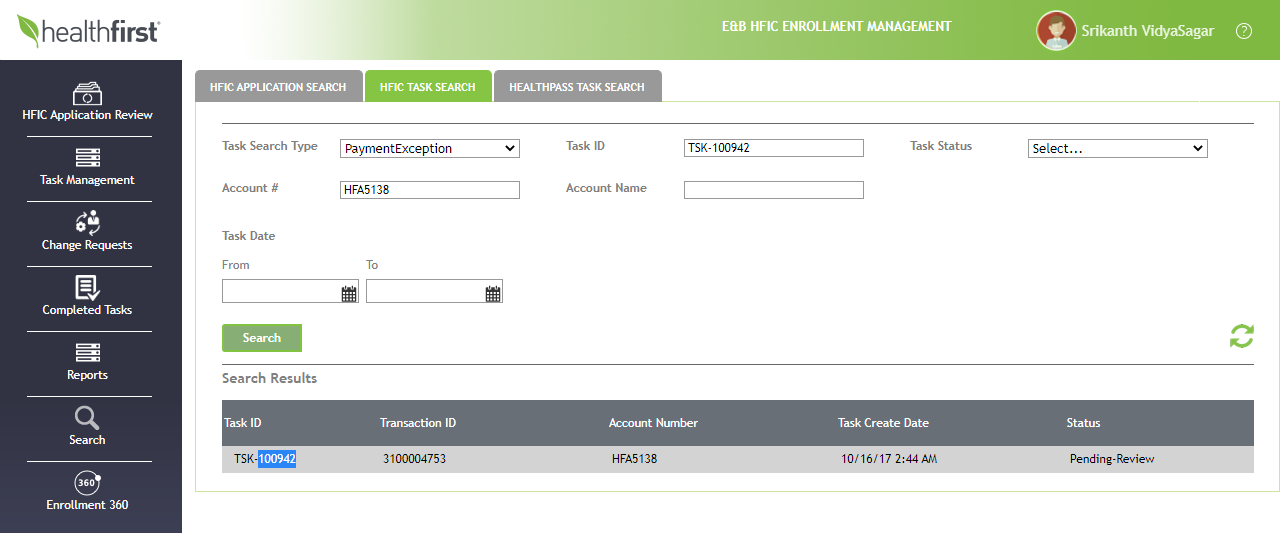 healthfirst
E&B HFIC ENROLLMENT MANAGEMENT
Srikanth VidyaSagar
?
HFIC Application Review
Task Management
Change Requests
Completed Tasks
Reports
Search
360
Enrollment 360
HFIC APPLICATION SEARCH HFIC TASK SEARCH HEALTHPASS TASK SEARCH
Task Search Type PaymentException Task ID TSK-100942 Task Status Select...
Account # HFA5138 Account Name
Task Date
From To
Search
Search Results
Task ID Transaction ID Account Number Task Create Date Status
TSK-100942 3100004753 HFA5138 10/16/17 2:44 AM Pending-Review